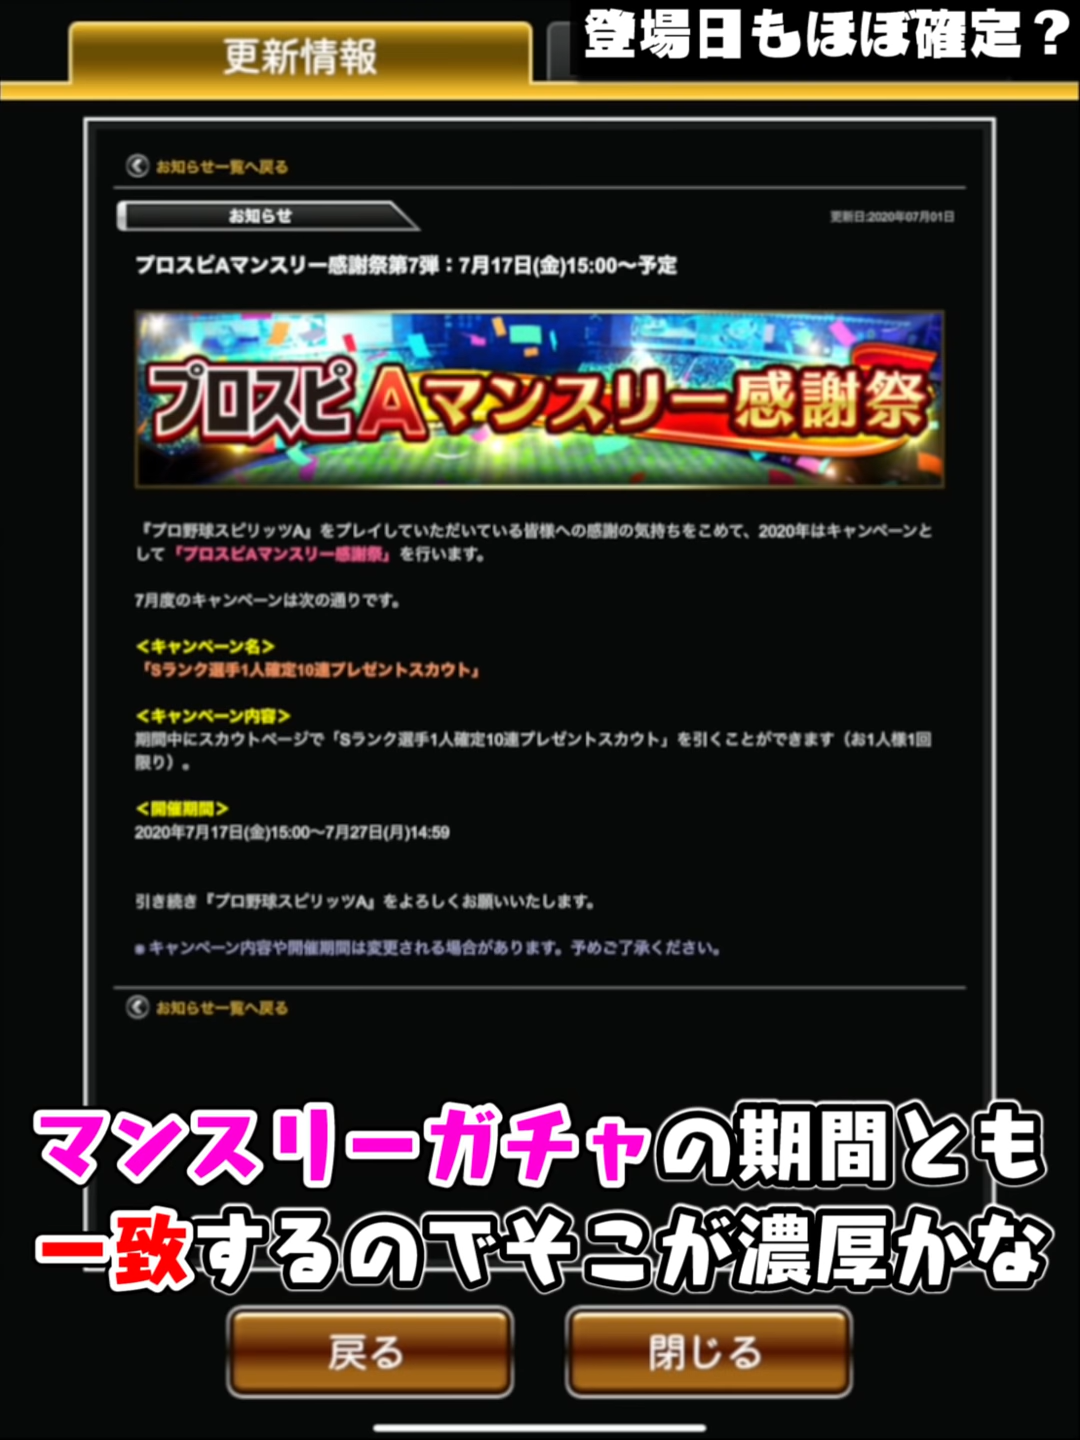 登場日もほぼ確定？
更新情報
お知らせ一覧へ戻る
お知らせ
更新日:2020年07月01日
プロスピAマンスリー感謝祭第7弾：7月17日(金)15:00〜予定
プロスピAマンスリー感謝祭
『プロ野球スピリッツA』をプレイしていただいている皆様への感謝の気持ちをこめて、2020年はキャンペーンと
して「プロスピAマンスリー感謝祭」を行います。
7月度のキャンペーンは次の通りです。
＜キャンペーン名＞
「Sランク選手1人確定10連プレゼントスカウト」
＜キャンペーン内容＞
期間中にスカウトページで「Sランク選手1人確定10連プレゼントスカウト」を引くことができます（お1人様1回
限り）。
＜開催期間＞
2020年7月17日(金)15:00〜7月27日(月)14:59
引き続き『プロ野球スピリッツA』をよろしくお願いいたします。
※キャンペーン内容や開催期間は変更される場合があります。予めご了承ください。
お知らせ一覧へ戻る
マンスリーガチャの期間とも
一致するのでそこが濃厚かな
戻る
閉じる